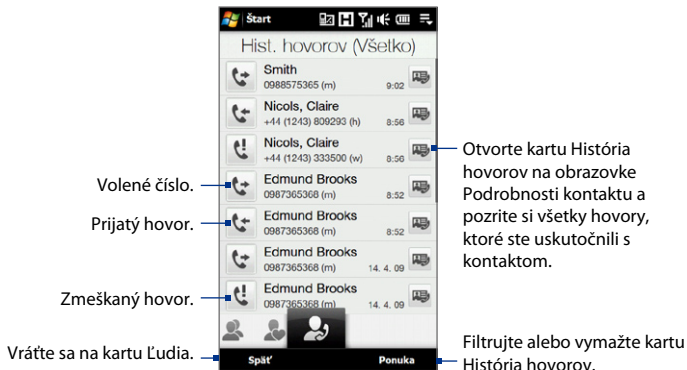 Štart
Hist. hovorov (Všetko)
Smith
0988575365 (m) 9:02
Nicols, Claire
+44 (1243) 809293 (h) 8:56
Nicols, Claire
+44 (1243) 333500 (w) 8:56
Edmund Brooks
0987365368 (m) 8:52
Edmund Brooks
0987365368 (m) 8:52
Edmund Brooks
0987365368 (m) 14. 4. 09
Edmund Brooks
0987365368 (m) 14. 4. 09
Späť Ponuka
Volené číslo.
Prijatý hovor.
Zmeškaný hovor.
Vráťte sa na kartu Ľudia.
Otvorte kartu História
hovorov na obrazovke
Podrobnosti kontaktu a
pozrite si všetky hovory,
ktoré ste uskutočnili s
kontaktom.
Filtrujte alebo vymažte kartu
História hovorov.